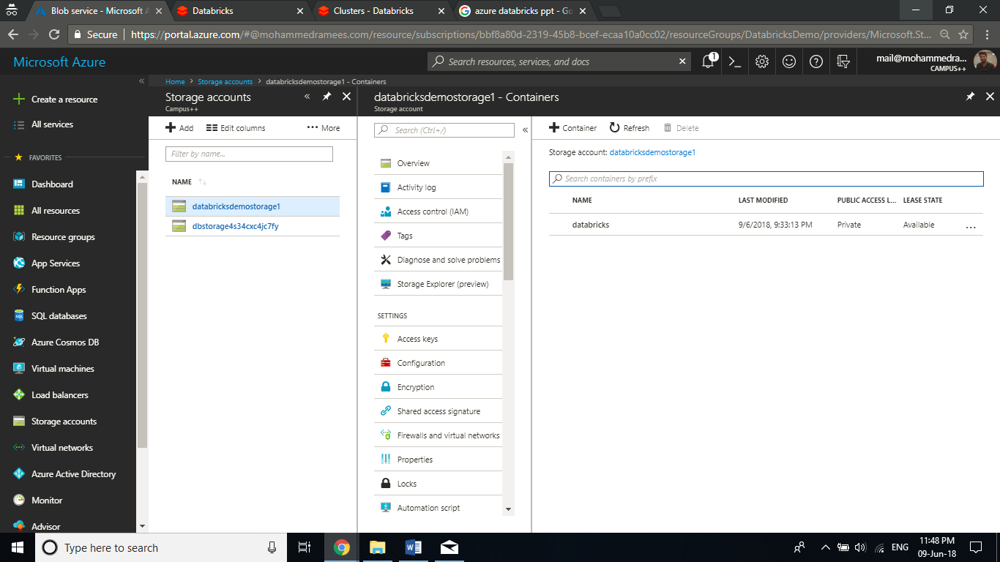 Blob service - Microsoft A
Databricks
Clusters - Databricks
azure databricks ppt - Go
Secure
https://portal.azure.com/#@mohammedramees.com/resource/subscriptions/bbf8a80d-2319-45b8-bcef-ecaa10a0cc02/resourceGroups/DatabricksDemo/providers/Microsoft.St...
Microsoft Azure
Search resources, services, and docs
1
mail@mohammedra...
CAMPUS++
Create a resource
All services
FAVORITES
Dashboard
All resources
Resource groups
App Services
Function Apps
SQL databases
Azure Cosmos DB
Virtual machines
Load balancers
Storage accounts
Virtual networks
Azure Active Directory
Monitor
Advisor
Home > Storage accounts > databricksdemostorage1 - Containers
Storage accounts
Campus++
Add
Edit columns
More
Filter by name...
NAME
databricksdemostorage1
dbstorage4s34cxc4jc7fy
databricksdemostorage1 - Containers
Storage account
Search (Ctrl+/)
Overview
Activity log
Access control (IAM)
Tags
Diagnose and solve problems
Storage Explorer (preview)
SETTINGS
Access keys
Configuration
Encryption
Shared access signature
Firewalls and virtual networks
Properties
Locks
Automation script
Container
Refresh
Delete
Storage account: databricksdemostorage1
Search containers by prefix
NAME LAST MODIFIED PUBLIC ACCESS L... LEASE STATE
databricks 9/6/2018, 9:33:13 PM Private Available ...
Type here to search
ENG
11:48 PM
09-Jun-18